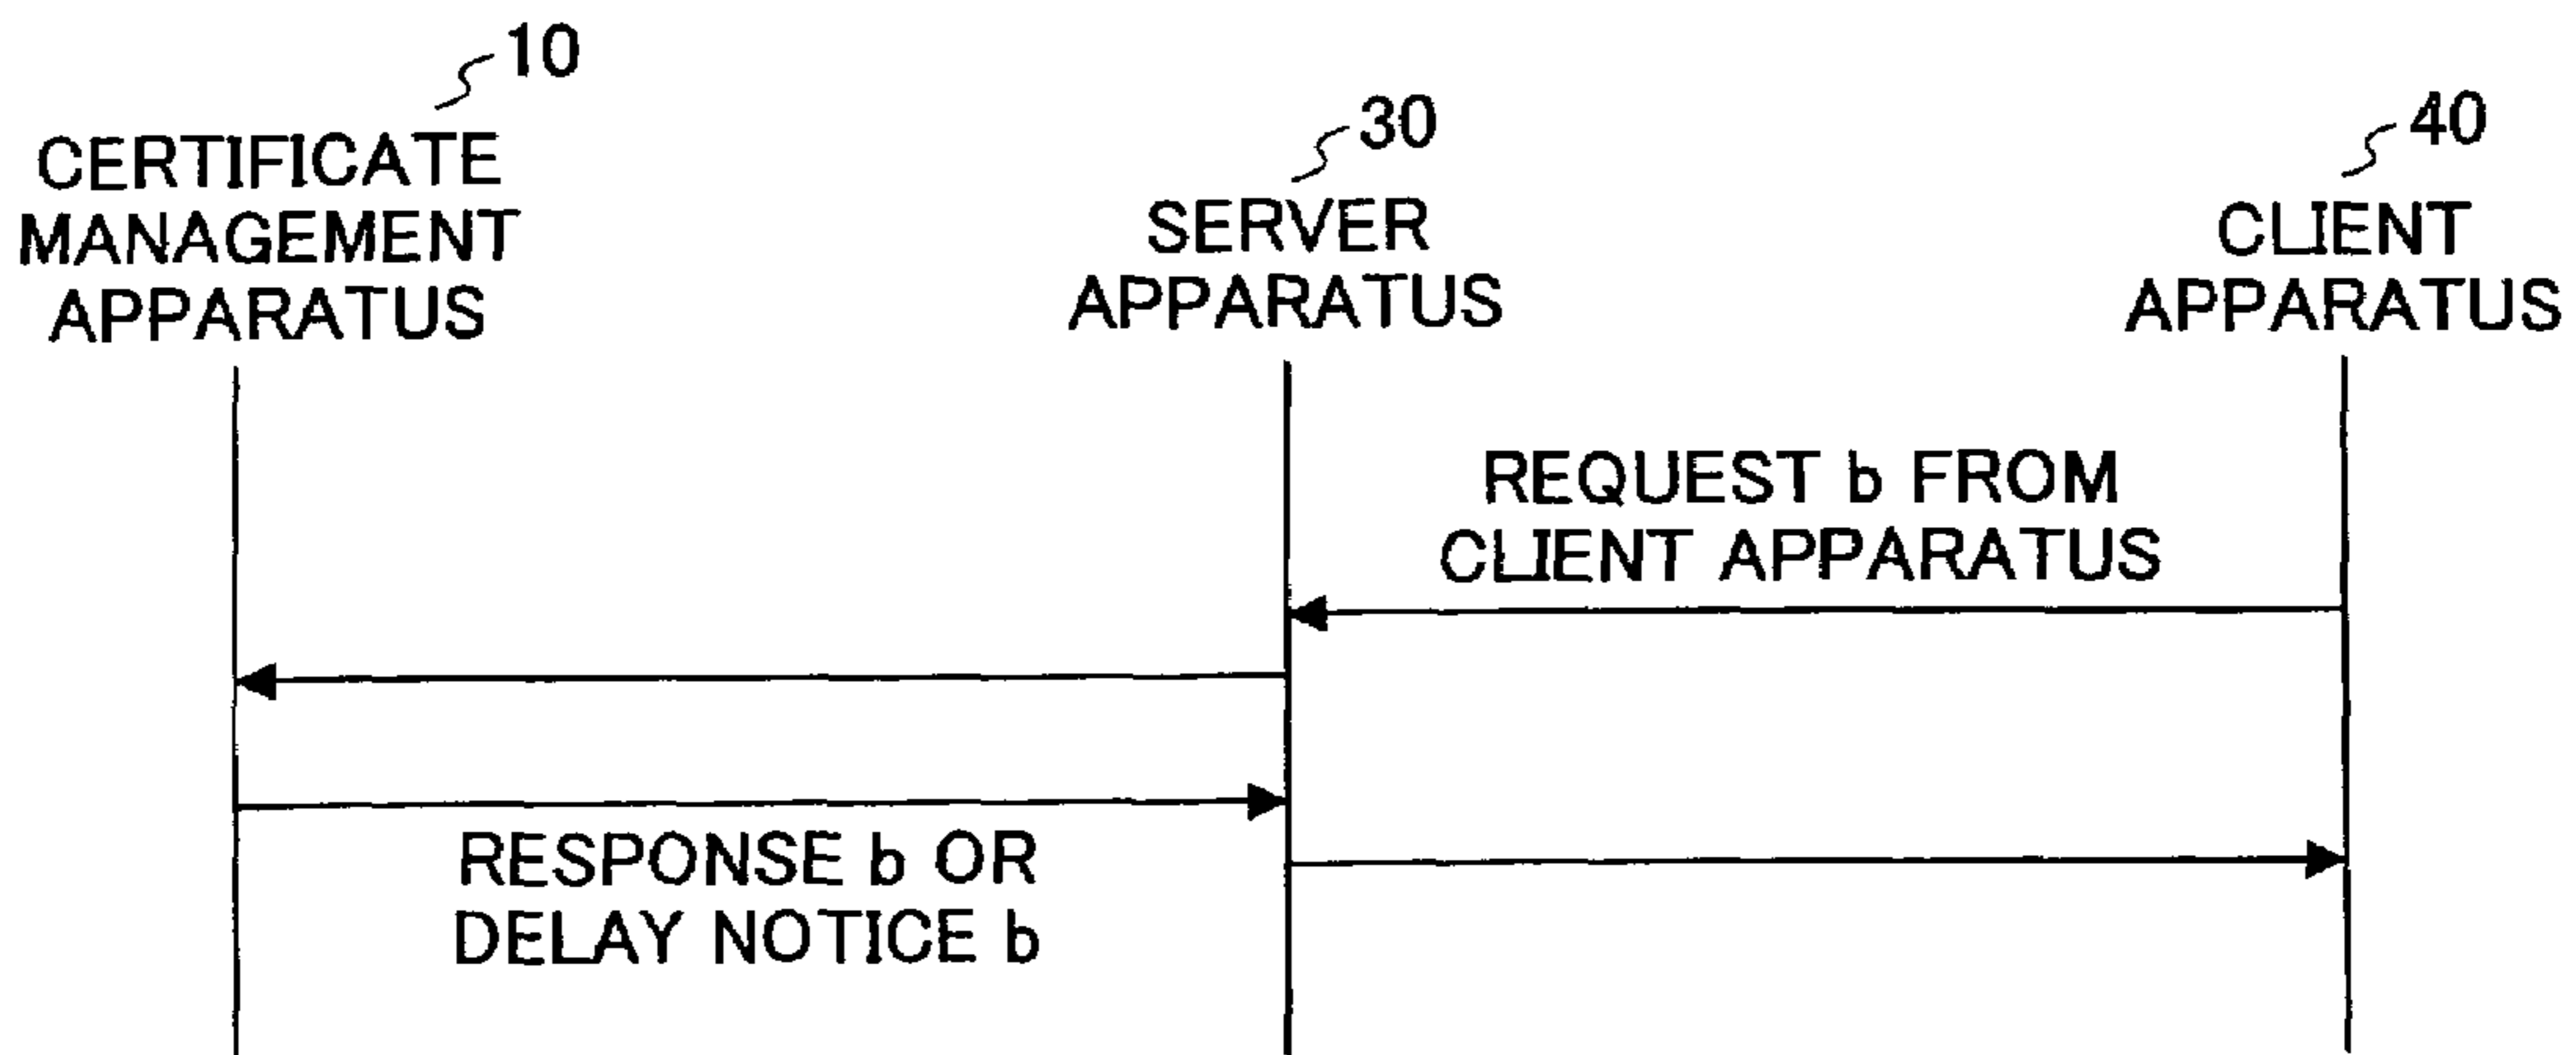 10
CERTIFICATE
MANAGEMENT
APPARATUS
30
SERVER
APPARATUS
40
CLIENT
APPARATUS
REQUEST b FROM
CLIENT APPARATUS
RESPONSE b OR
DELAY NOTICE b